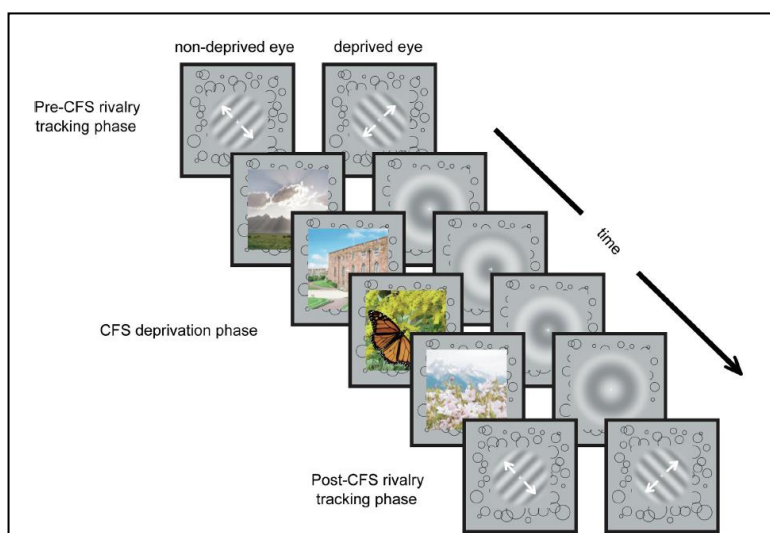 non-deprived eye deprived eye
Pre-CFS rivalry
tracking phase
time
CFS deprivation phase
Post-CFS rivalry
tracking phase